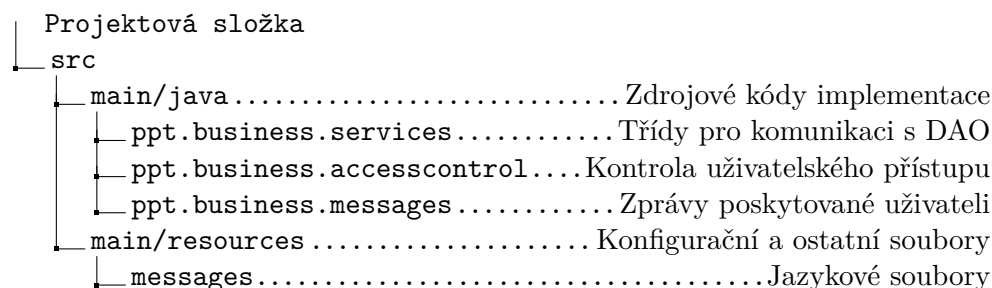 Projektová složka
src
main/java..............................Zdrojové kódy implementace
ppt.business.services............Třídy pro komunikaci s DAO
ppt.business.accesscontrol....Kontrola uživatelského přístupu
ppt.business.messages............Zprávy poskytované uživateli
main/resources.....................Konfigurační a ostatní soubory
messages.......................................Jazykové soubory